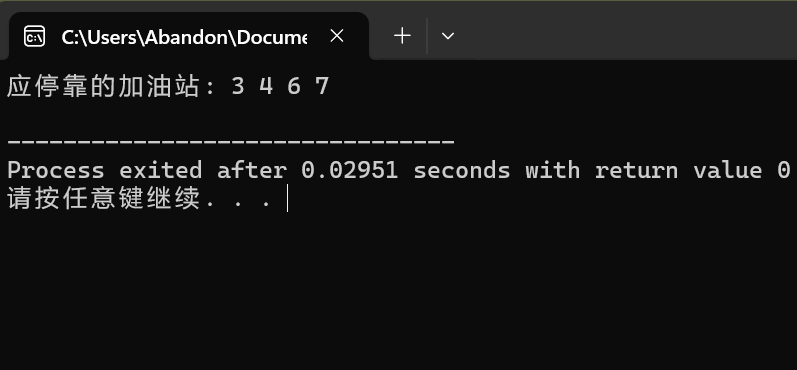 C:\Users\Abandon\Docume
应停靠的加油站: 3 4 6 7
--------------------------------
Process exited after 0.02951 seconds with return value 0
请按任意键继续. . .